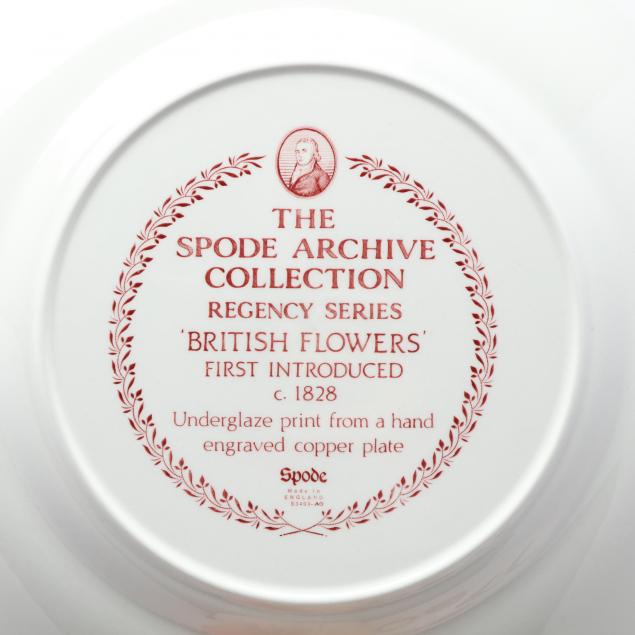 THE
SPODE ARCHIVE
COLLECTION
REGENCY SERIES
'BRITISH FLOWERS'
FIRST INTRODUCED
c. 1828
Underglaze print from a hand
engraved copper plate
Spode
Made in
ENGLAND